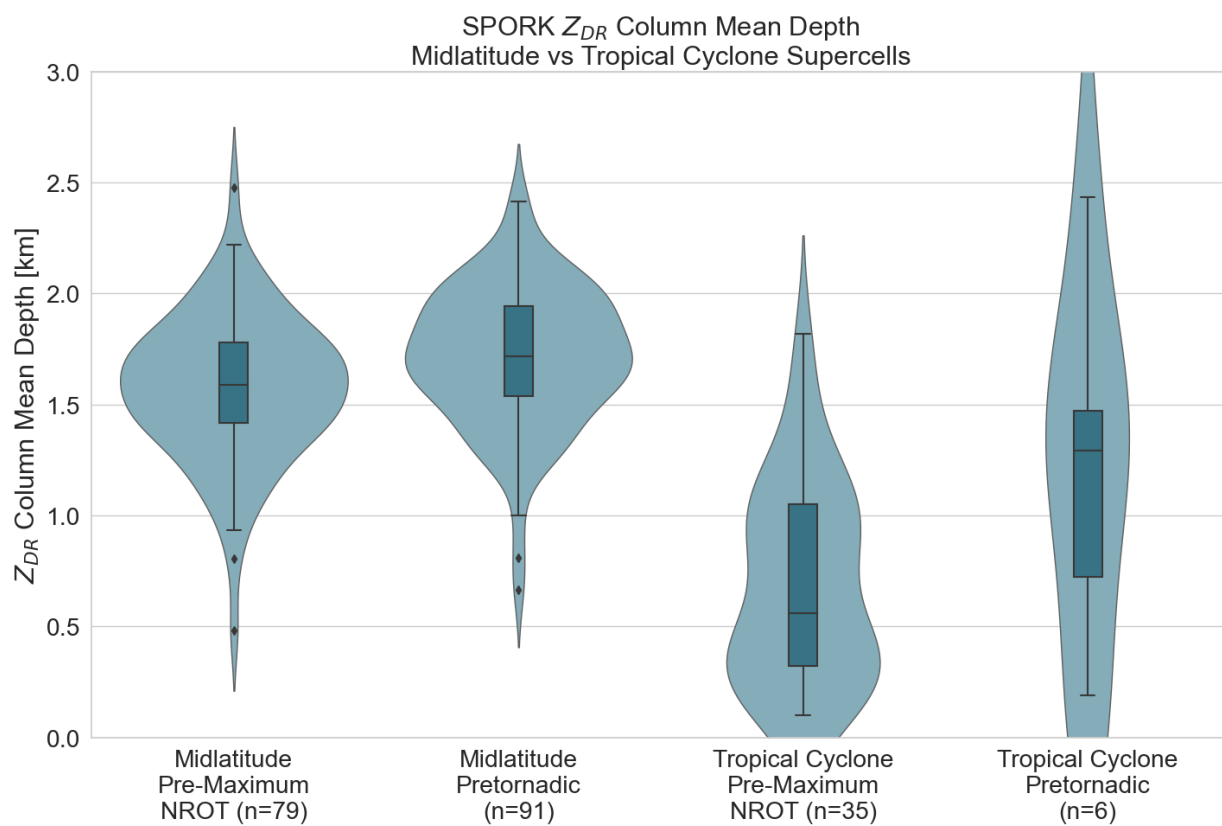 SPORK Z_DR Column Mean Depth
Midlatitude vs Tropical Cyclone Supercells
Z_DR Column Mean Depth [km]
3.0
2.5
2.0
1.5
1.0
0.5
0.0
Midlatitude
Pre-Maximum
NROT (n=79)
Midlatitude
Pretornadic
(n=91)
Tropical Cyclone
Pre-Maximum
NROT (n=35)
Tropical Cyclone
Pretornadic
(n=6)